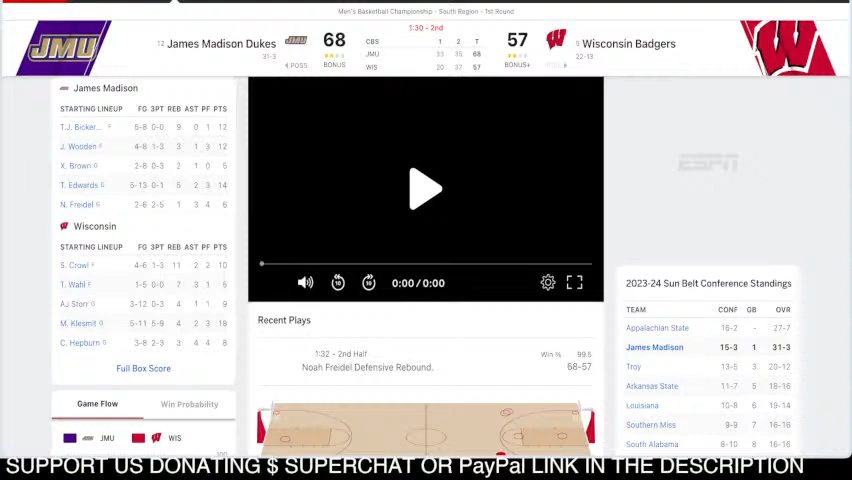 Men's Basketball Championship - South Region - 1st Round
1:30 - 2nd
JMU
12 James Madison Dukes
31-3
JMU
POSS
68
BONUS
CBS 1 2 T
JMU 33 35 68
WIS 20 37 57
57
BONUS+
W
5 Wisconsin Badgers
22-13
W
James Madison
STARTING LINEUP FG 3PT REB AST PF PTS
T.J. Bicker... F 5-8 0-0 9 0 1 12
J. Wooden F 4-8 1-3 3 1 3 12
X. Brown G 2-8 0-3 2 1 0 5
T. Edwards G 5-13 0-1 5 2 3 14
N. Freidel G 2-6 2-5 1 3 4 6
Wisconsin
STARTING LINEUP FG 3PT REB AST PF PTS
S. Crowl F 4-6 1-3 11 2 2 10
T. Wahl F 1-5 0-0 7 3 1 5
AJ Storr G 3-12 0-3 4 1 1 9
M. Klesmit G 5-11 5-9 4 2 3 18
C. Hepburn G 3-8 2-3 3 4 4 8
Full Box Score
Game Flow Win Probability
JMU WIS
100
10 10 0:00 / 0:00
Recent Plays
1:32 - 2nd Half
Noah Freidel Defensive Rebound.
Win % 99.5
68-57
ESPN
2023-24 Sun Belt Conference Standings
TEAM CONF GB OVR
Appalachian State 16-2 - 27-7
James Madison 15-3 1 31-3
Troy 13-5 3 20-12
Arkansas State 11-7 5 18-16
Louisiana 10-8 6 19-14
Southern Miss 9-9 7 16-16
South Alabama 8-10 8 16-16
SUPPORT US DONATING $ SUPERCHAT OR PayPal LINK IN THE DESCRIPTION